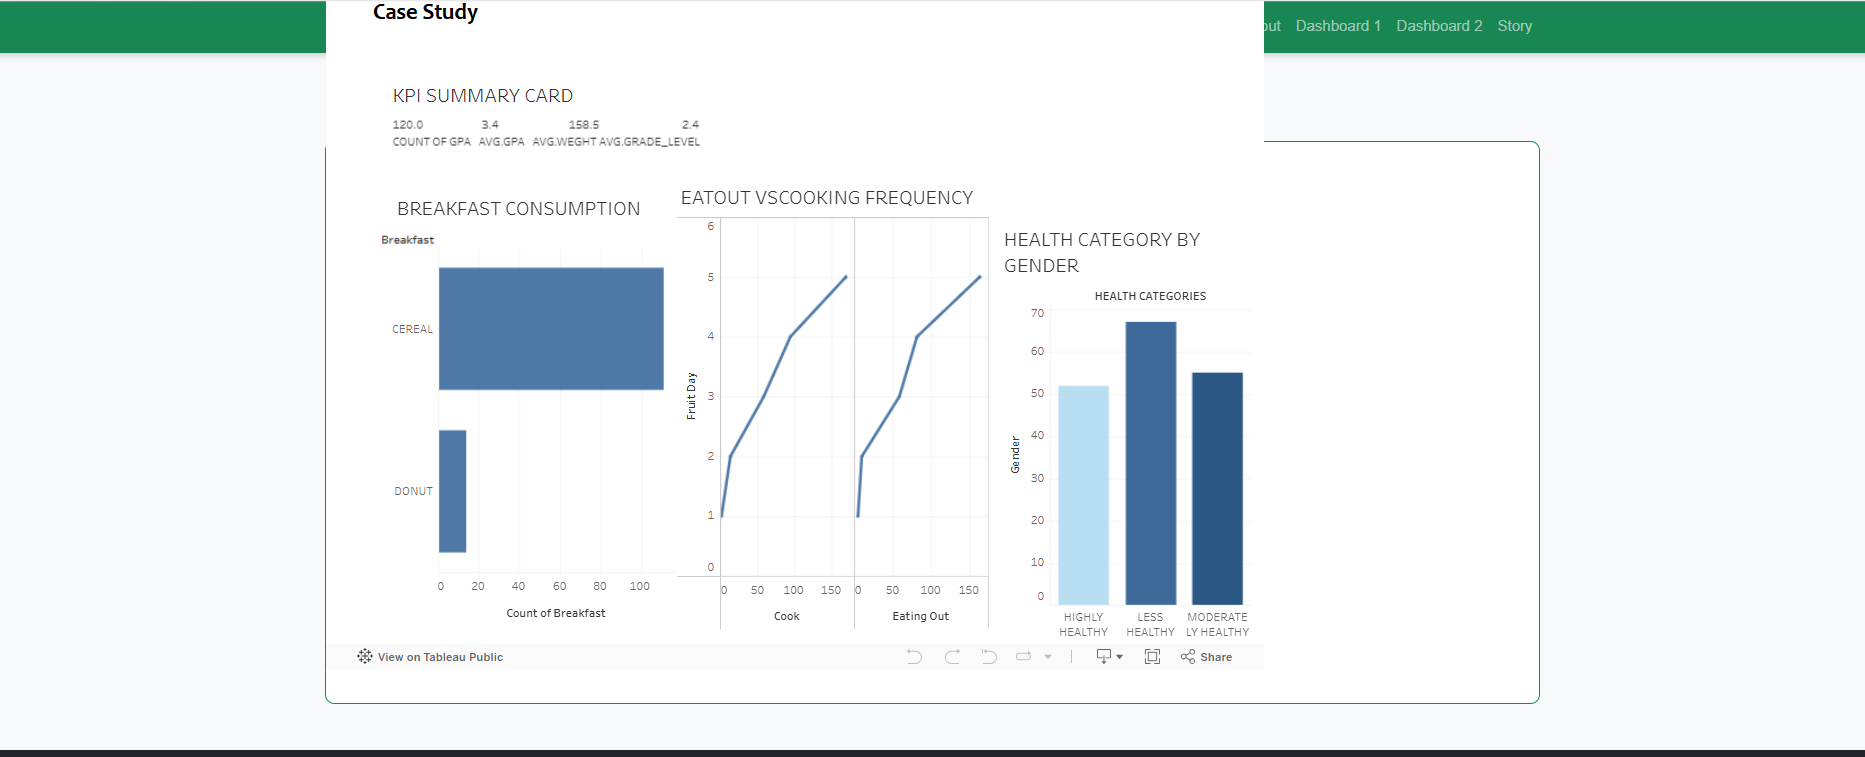 Case Study
out Dashboard 1 Dashboard 2 Story
KPI SUMMARY CARD
120.0 3.4 158.5 2.4
COUNT OF GPA AVG.GPA AVG.WEGHT AVG.GRADE_LEVEL
BREAKFAST CONSUMPTION
Breakfast
CEREAL
DONUT
0 20 40 60 80 100
Count of Breakfast
EATOUT VSCOOKING FREQUENCY
6
5
4
3
2
1
0
Fruit Day
0 50 100 150 0 50 100 150
Cook Eating Out
HEALTH CATEGORY BY
GENDER
HEALTH CATEGORIES
70
60
50
40
30
20
10
0
Gender
HIGHLY LESS MODERATE
HEALTHY HEALTHY LY HEALTHY
View on Tableau Public Share